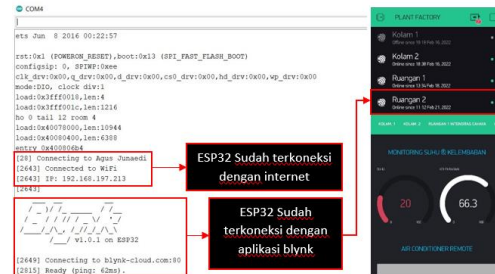 COM4
ets Jun 8 2016 00:22:57
rst:0x1 (POWERON_RESET),boot:0x13 (SPI_FAST_FLASH_BOOT)
configsip: 0, SPIWP:0xee
clk_drv:0x00,q_drv:0x00,d_drv:0x00,cs0_drv:0x00,hd_drv:0x00,wp_drv:0x00
mode:DIO, clock div:1
load:0x3fff0018,len:4
load:0x3fff001c,len:1216
ho 0 tail 12 room 4
load:0x40078000,len:10944
load:0x40080400,len:6388
entry 0x400806b4
[28] Connecting to Agus Junaedi
[2643] Connected to WiFi
[2643] IP: 192.168.197.213
[2643]
v1.0.1 on ESP32
[2649] Connecting to blynk-cloud.com:80
[2815] Ready (ping: 62ms).
ESP32 Sudah terkoneksi
dengan internet
ESP32 Sudah
terkoneksi dengan
aplikasi blynk
PLANT FACTORY
Kolam 1
Kolam 2
Ruangan 1
Ruangan 2
KOLAM 1
KOLAM 2
MONITORING SUHU & KELEMBABAN
20
66.3
AIR CONDITIONER REMOTE